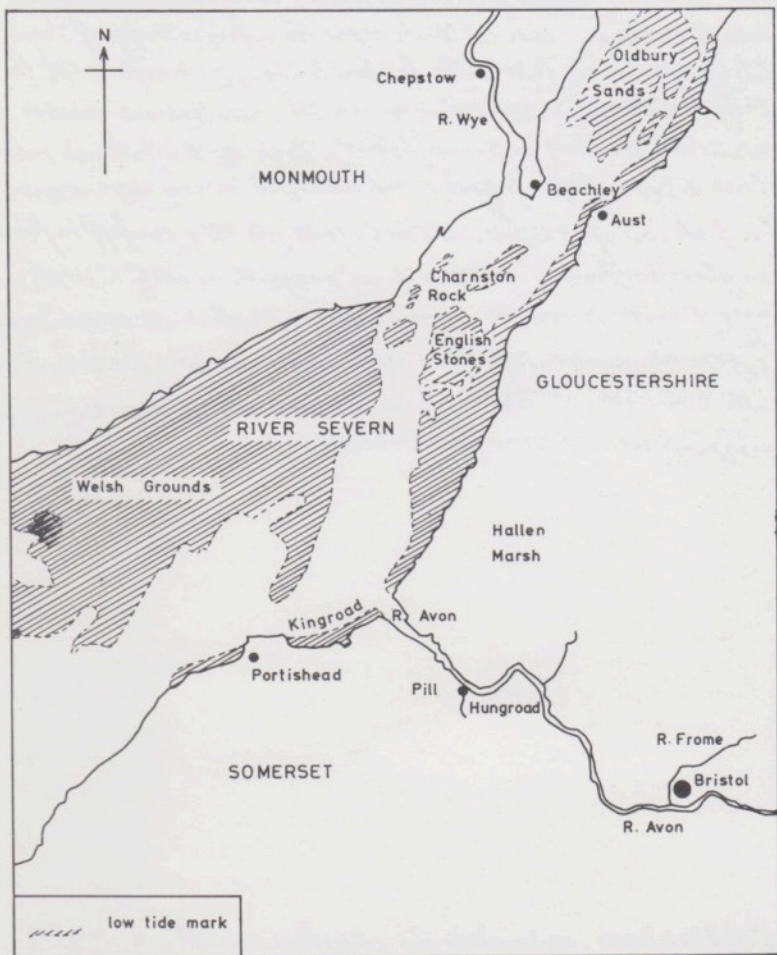 N
Oldbury
Sands
Chepstow
R. Wye
MONMOUTH
Beachley
Aust
Charnston
Rock
English
Stones
GLOUCESTERSHIRE
RIVER SEVERN
Welsh Grounds
Hallen
Marsh
Kingroad
R. Avon
Portishead
Pill
Hungroad
R. Frome
SOMERSET
Bristol
R. Avon
low tide mark